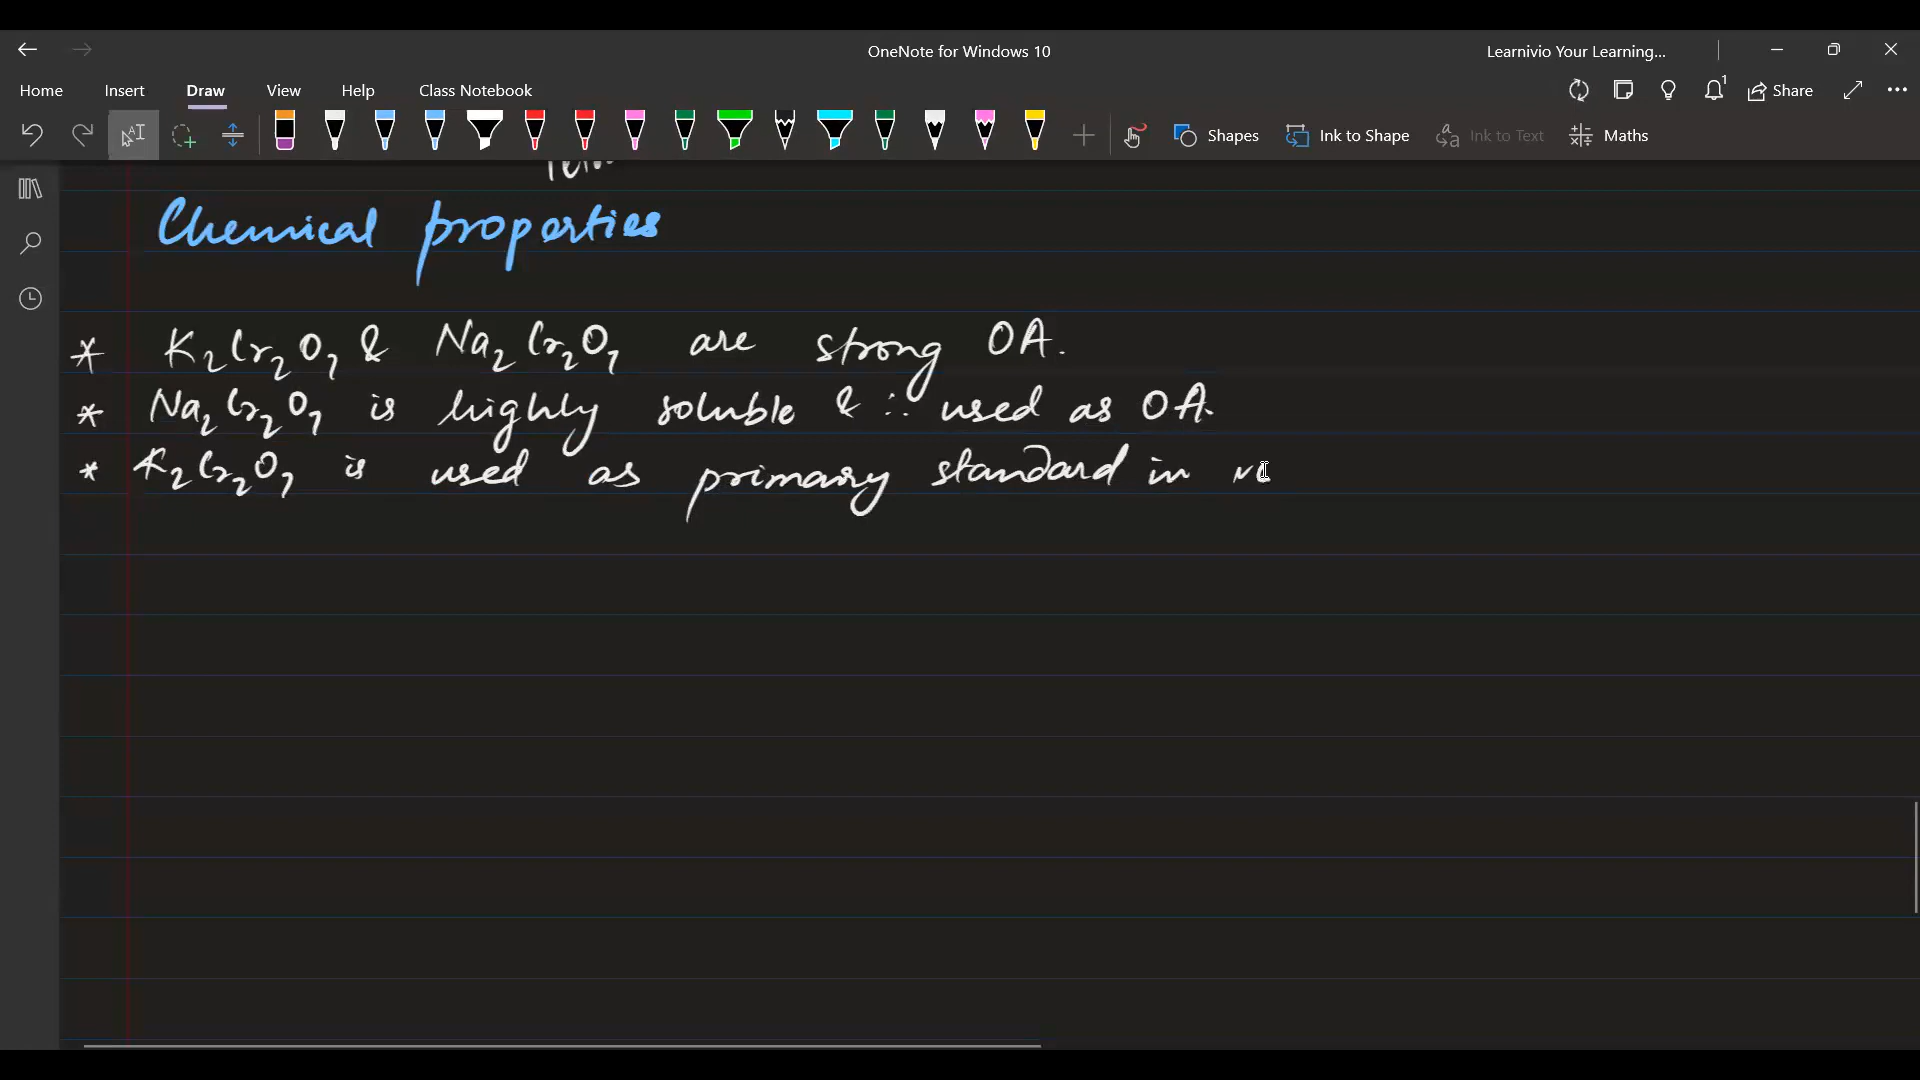 OneNote for Windows 10
Learnivio Your Learning...
Home Insert Draw View Help Class Notebook
1
Share
Shapes Ink to Shape Ink to Text Maths
Chemical properties
* K2Cr2O7 & Na2Cr2O7 are strong OA.
* Na2Cr2O7 is highly soluble & ∴ used as OA.
* K2Cr2O7 is used as primary standard in